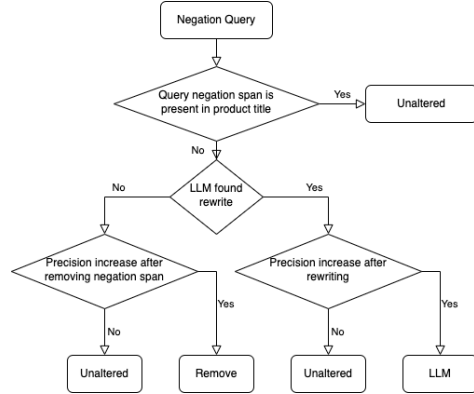 Negation Query
Query negation span is
present in product title
Yes
Unaltered
No
LLM found
rewrite
No
Yes
Precision increase after
removing negation span
Precision increase after
rewriting
Yes
Yes
No
No
Unaltered
Remove
Unaltered
LLM